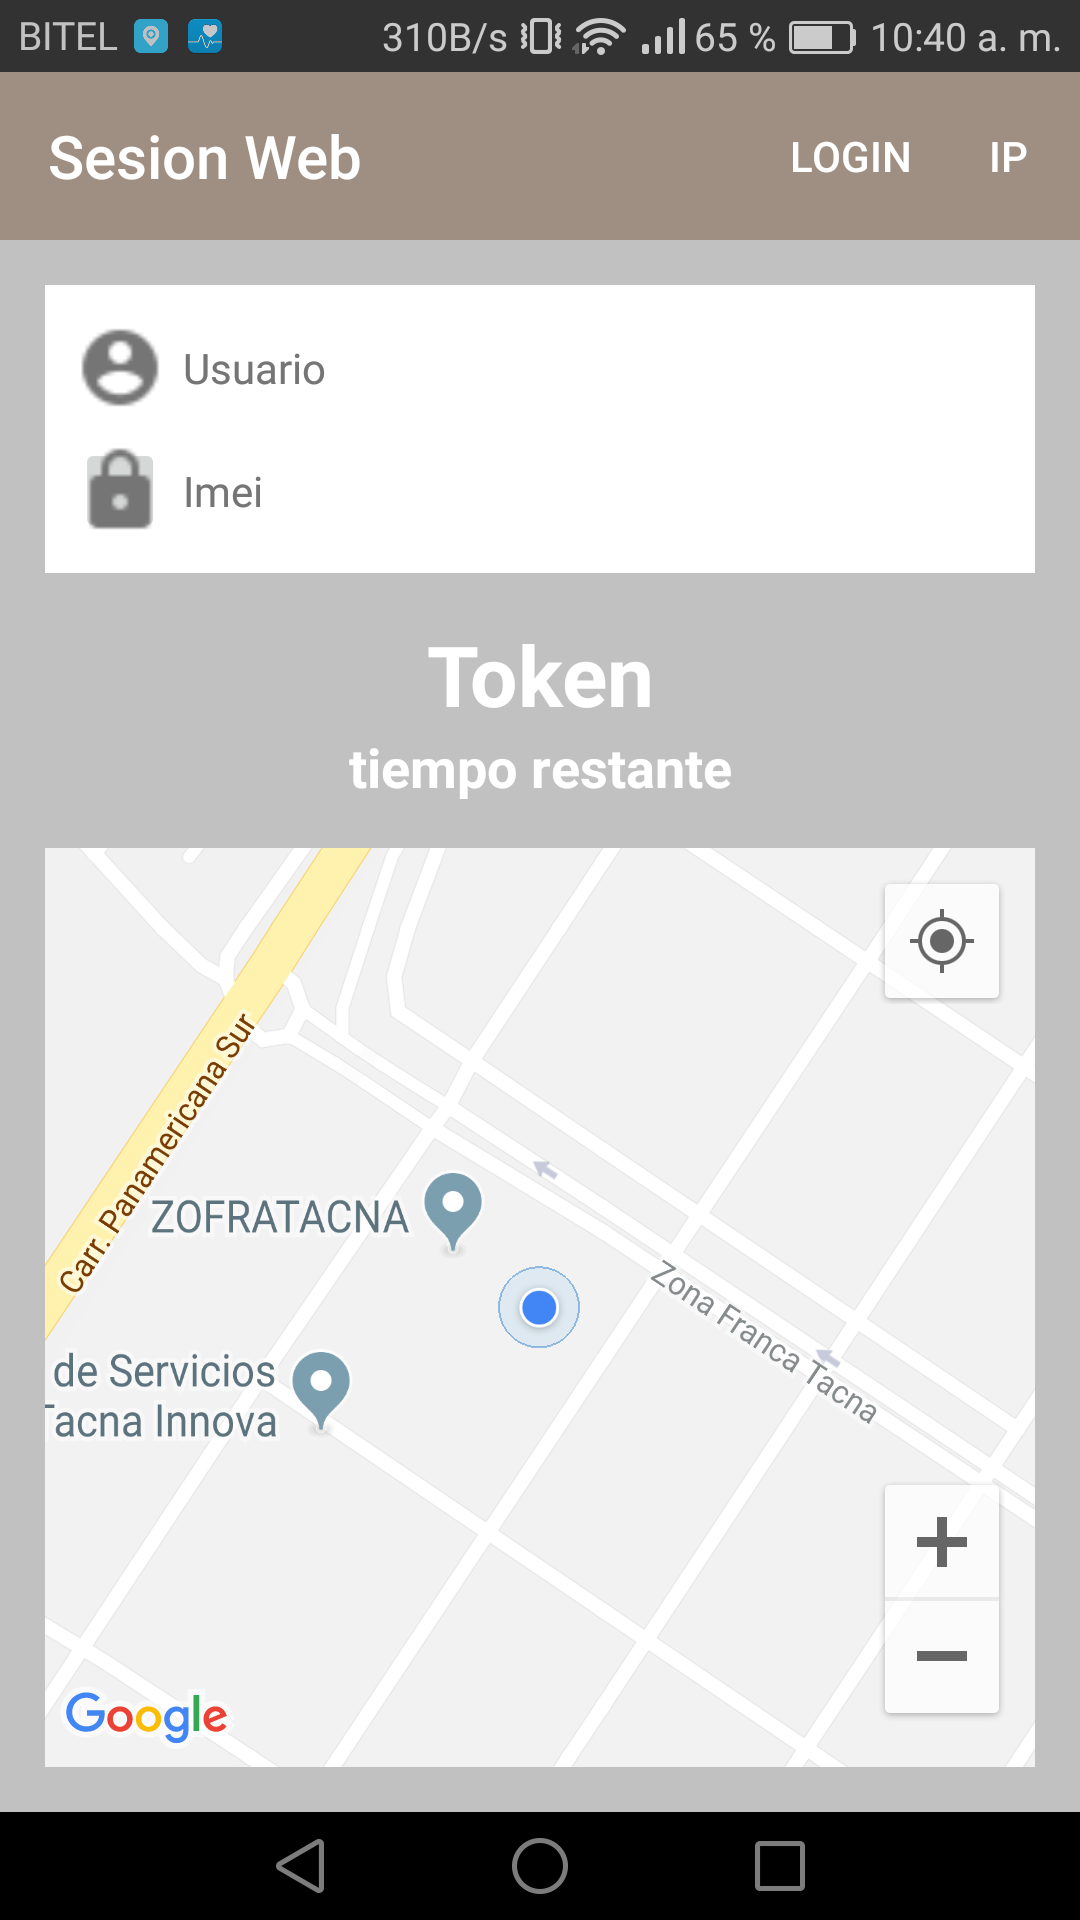 BITEL 310B/s 65 % 10:40 a. m.
Sesion Web LOGIN IP
Usuario
Imei
Token
tiempo restante
Carr. Panamericana Sur
ZOFRATACNA
Zona Franca Tacna
de Servicios
Tacna Innova
Google